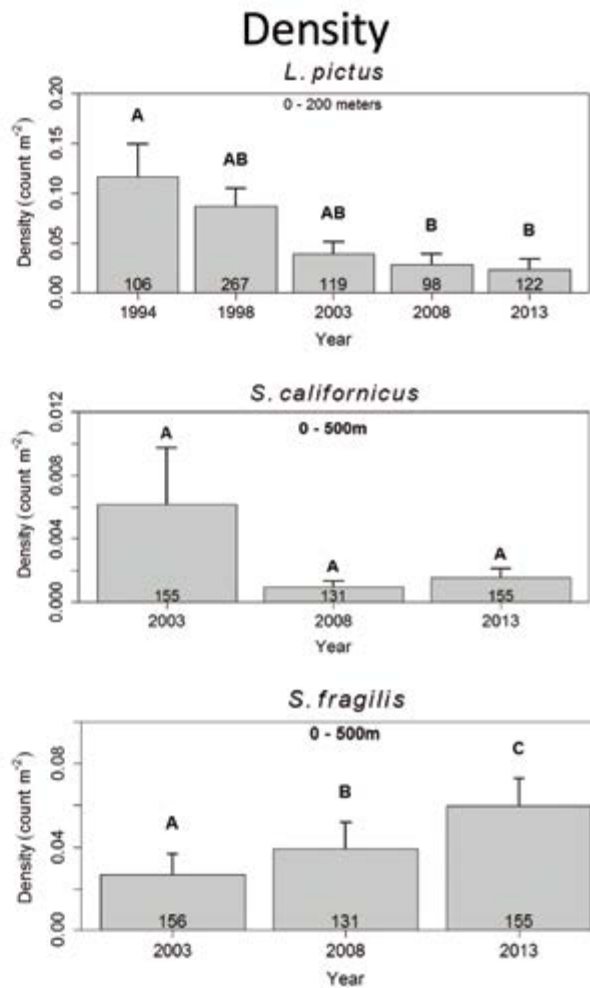 Density
L. pictus
0 - 200 meters
0.20
0.15
0.10
0.05
0.00
Density (count m⁻²)
A
AB
AB
B
B
106 267 119 98 122
1994 1998 2003 2008 2013
Year
S. californicus
0 - 500m
0.012
0.008
0.004
0.000
Density (count m⁻²)
A
A
A
155 131 155
2003 2008 2013
Year
S. fragilis
0 - 500m
0.08
0.04
0.00
Density (count m⁻²)
A
B
C
156 131 155
2003 2008 2013
Year